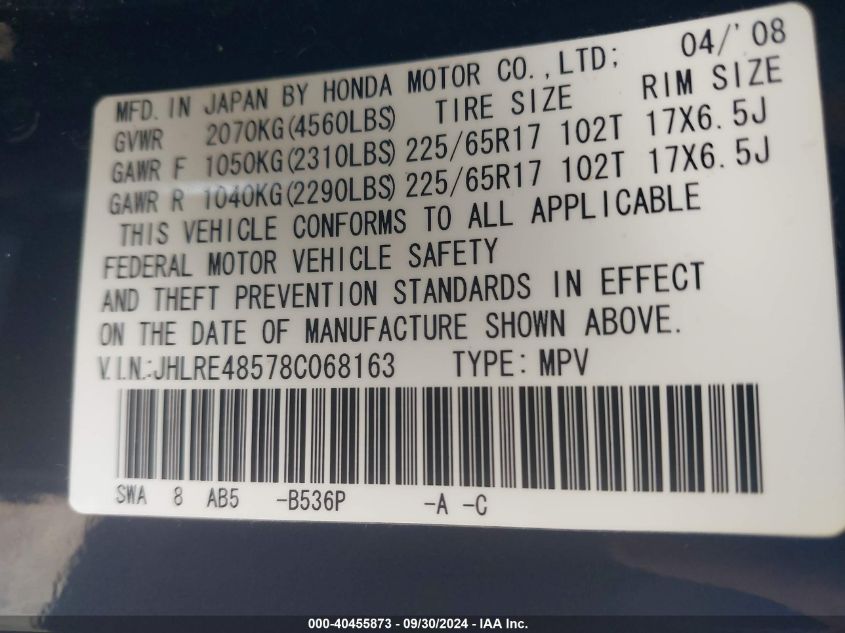 MFD. IN JAPAN BY HONDA MOTOR CO., LTD; 04/'08
GVWR 2070KG(4560LBS) TIRE SIZE RIM SIZE
GAWR F 1050KG(2310LBS) 225/65R17 102T 17X6.5J
GAWR R 1040KG(2290LBS) 225/65R17 102T 17X6.5J
THIS VEHICLE CONFORMS TO ALL APPLICABLE
FEDERAL MOTOR VEHICLE SAFETY
AND THEFT PREVENTION STANDARDS IN EFFECT
ON THE DATE OF MANUFACTURE SHOWN ABOVE.
V.I.N.:JHLRE48578C068163 TYPE: MPV
SWA 8 AB5 -B536P -A -C
000-40455873 - 09/30/2024 - IAA Inc.